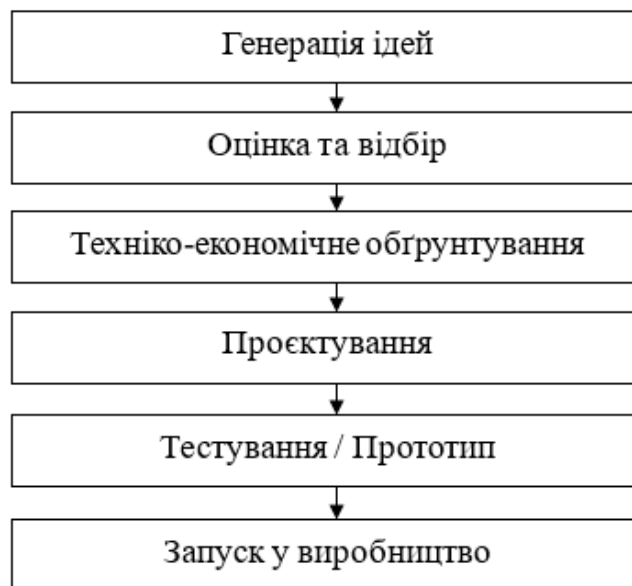 Генерація ідей
Оцінка та відбір
Техніко-економічне обґрунтування
Проєктування
Тестування / Прототип
Запуск у виробництво